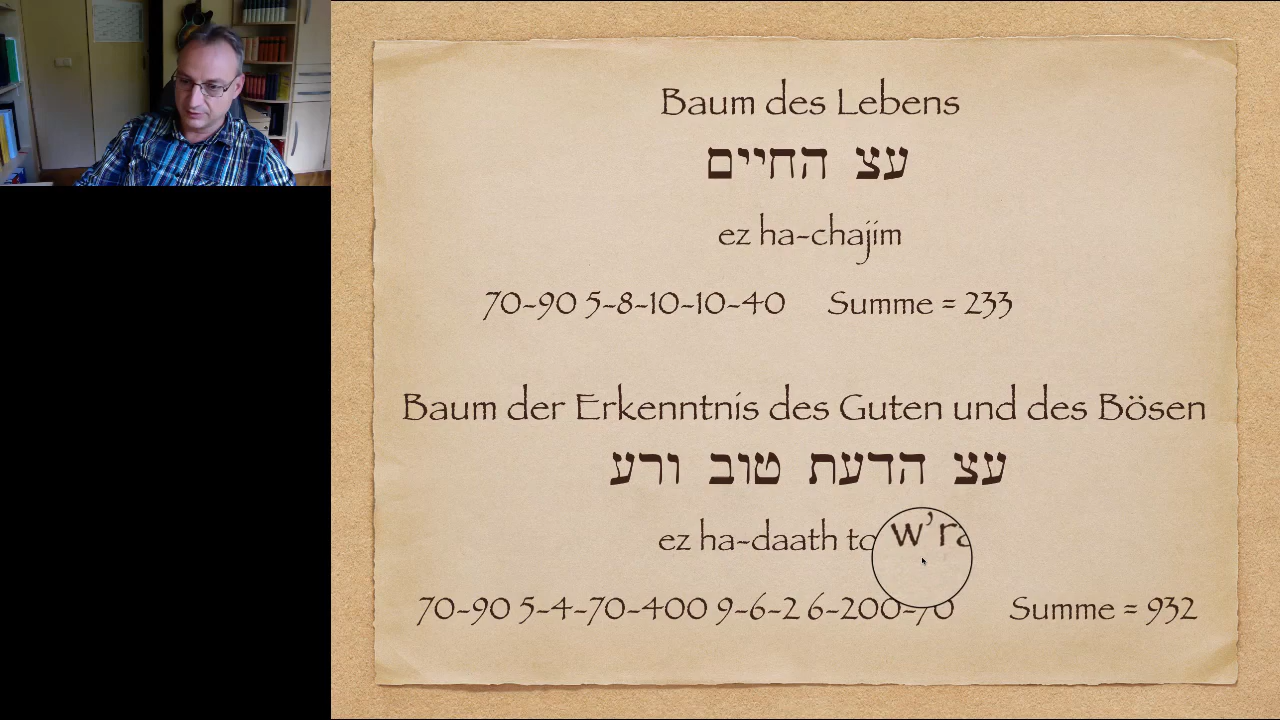 Baum des Lebens
עצ החיים
ez ha-chajim
70-90 5-8-10-10-40 Summe = 233
Baum der Erkenntnis des Guten und des Bösen
עצ הדעת טוב ורע
ez ha-daath w'ra
70-90 5-4-70-400 9-6-2 6-200-70 Summe = 932